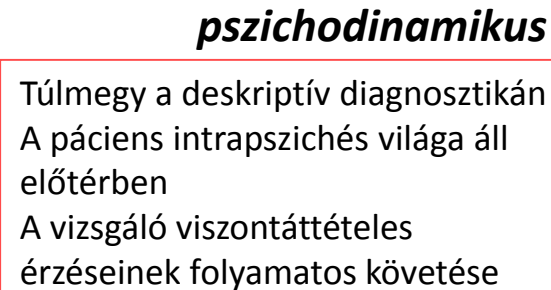 pszichodinamikus
Túlmegy a deskriptív diagnosztikán
A páciens intrapszichés világa áll
előtérben
A vizsgáló viszontáttételes
érzéseinek folyamatos követése